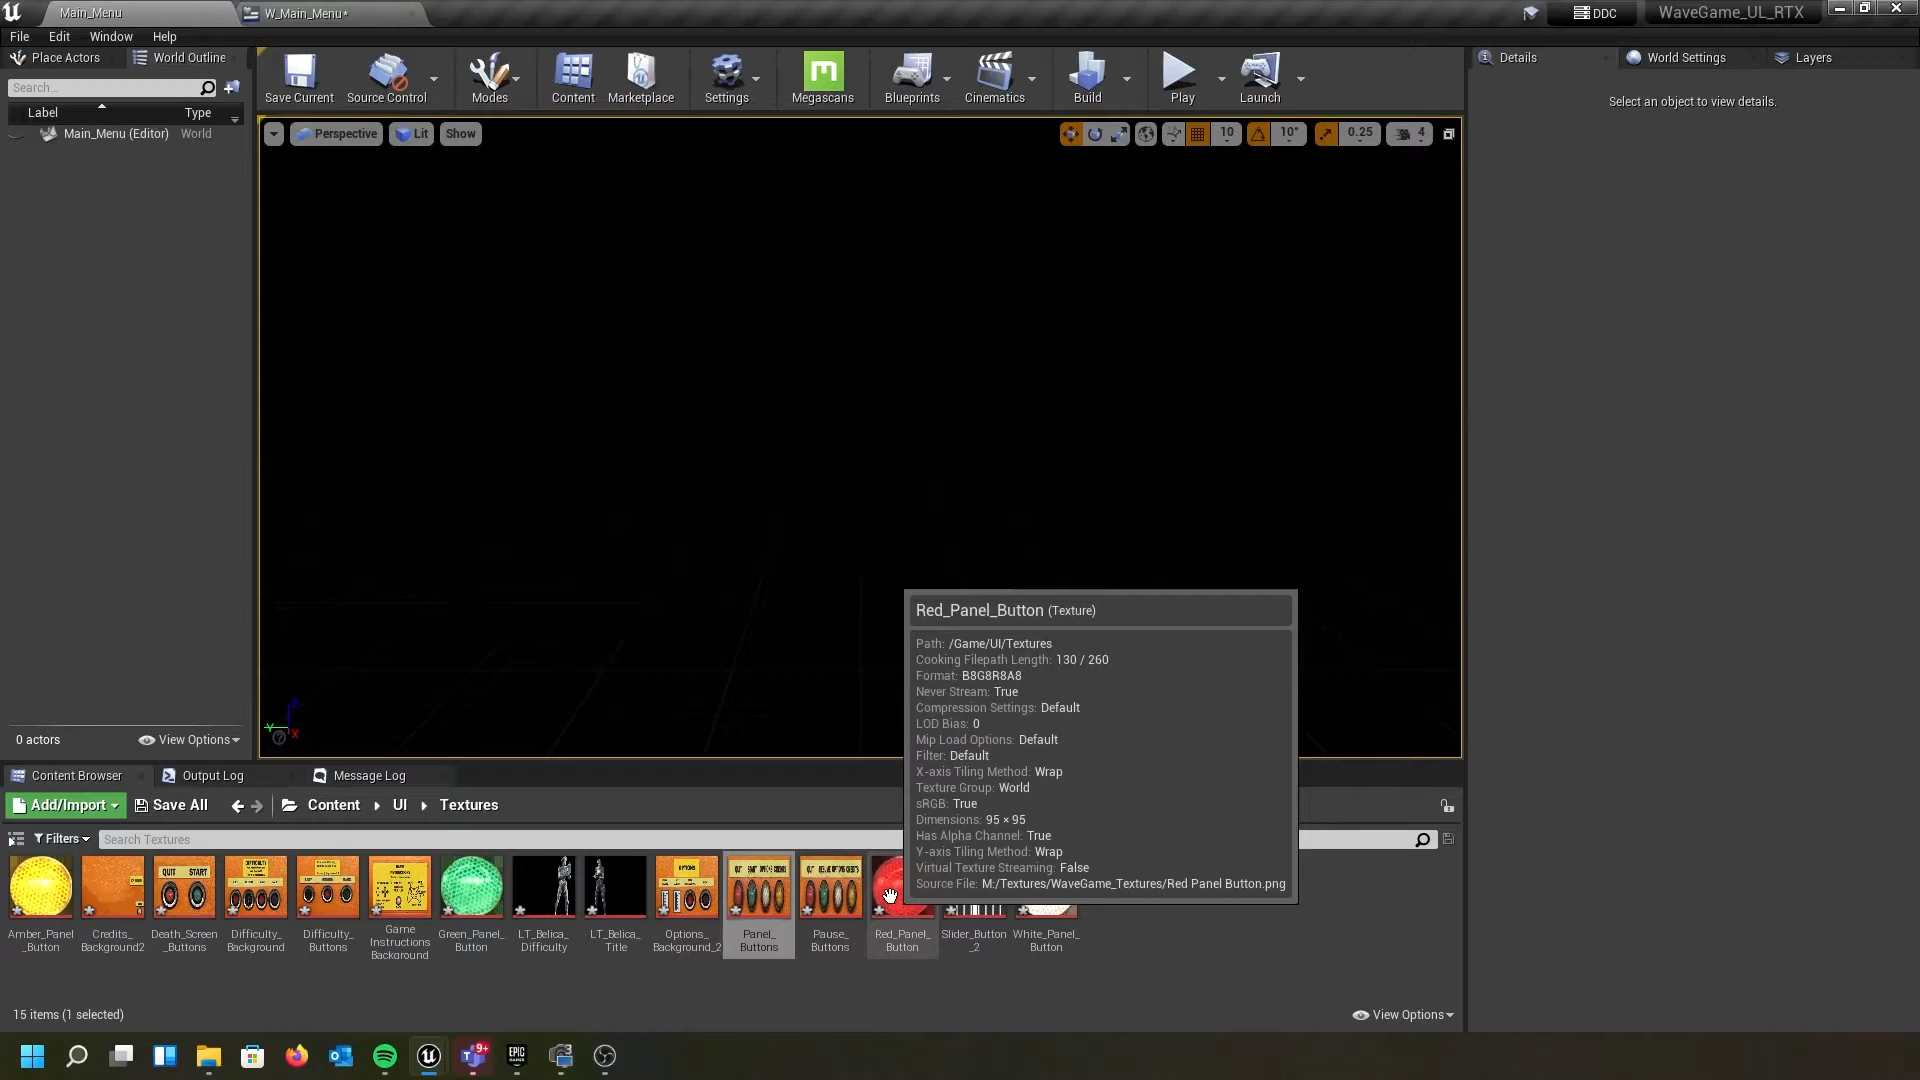 Main_Menu
W_Main_Menu*
DDC
WaveGame_UL_RTX
File
Edit
Window
Help
Place Actors
World Outline
Search...
Label
Type
Main_Menu (Editor)
World
0 actors
View Options
Save Current
Source Control
Modes
Content
Marketplace
Settings
Megascans
Blueprints
Cinematics
Build
Play
Launch
Perspective
Lit
Show
10
10°
0.25
4
Details
World Settings
Layers
Select an object to view details.
Red_Panel_Button (Texture)
Path: /Game/UI/Textures
Cooking Filepath Length: 130 / 260
Format: B8G8R8A8
Never Stream: True
Compression Settings: Default
LOD Bias: 0
Mip Load Options: Default
Filter: Default
X-axis Tiling Method: Wrap
Texture Group: World
sRGB: True
Dimensions: 95 × 95
Has Alpha Channel: True
Y-axis Tiling Method: Wrap
Virtual Texture Streaming: False
Source File: M:/Textures/WaveGame_Textures/Red Panel Button.png
Content Browser
Output Log
Message Log
Add/Import
Save All
Content
UI
Textures
Filters
Search Textures
QUIT START
DIFFICULTY
OPTIONS
Amber_Panel
_Button
Credits_
Background2
Death_Screen
_Buttons
Difficulty_
Background
Difficulty_
Buttons
Game
Instructions
Background
Green_Panel_
Button
LT_Belica_
Difficulty
LT_Belica_
Title
Options_
Background_2
Panel_
Buttons
Pause_
Buttons
Red_Panel_
Button
Slider_Button
_2
White_Panel_
Button
15 items (1 selected)
View Options
9+
EPIC
GAMES